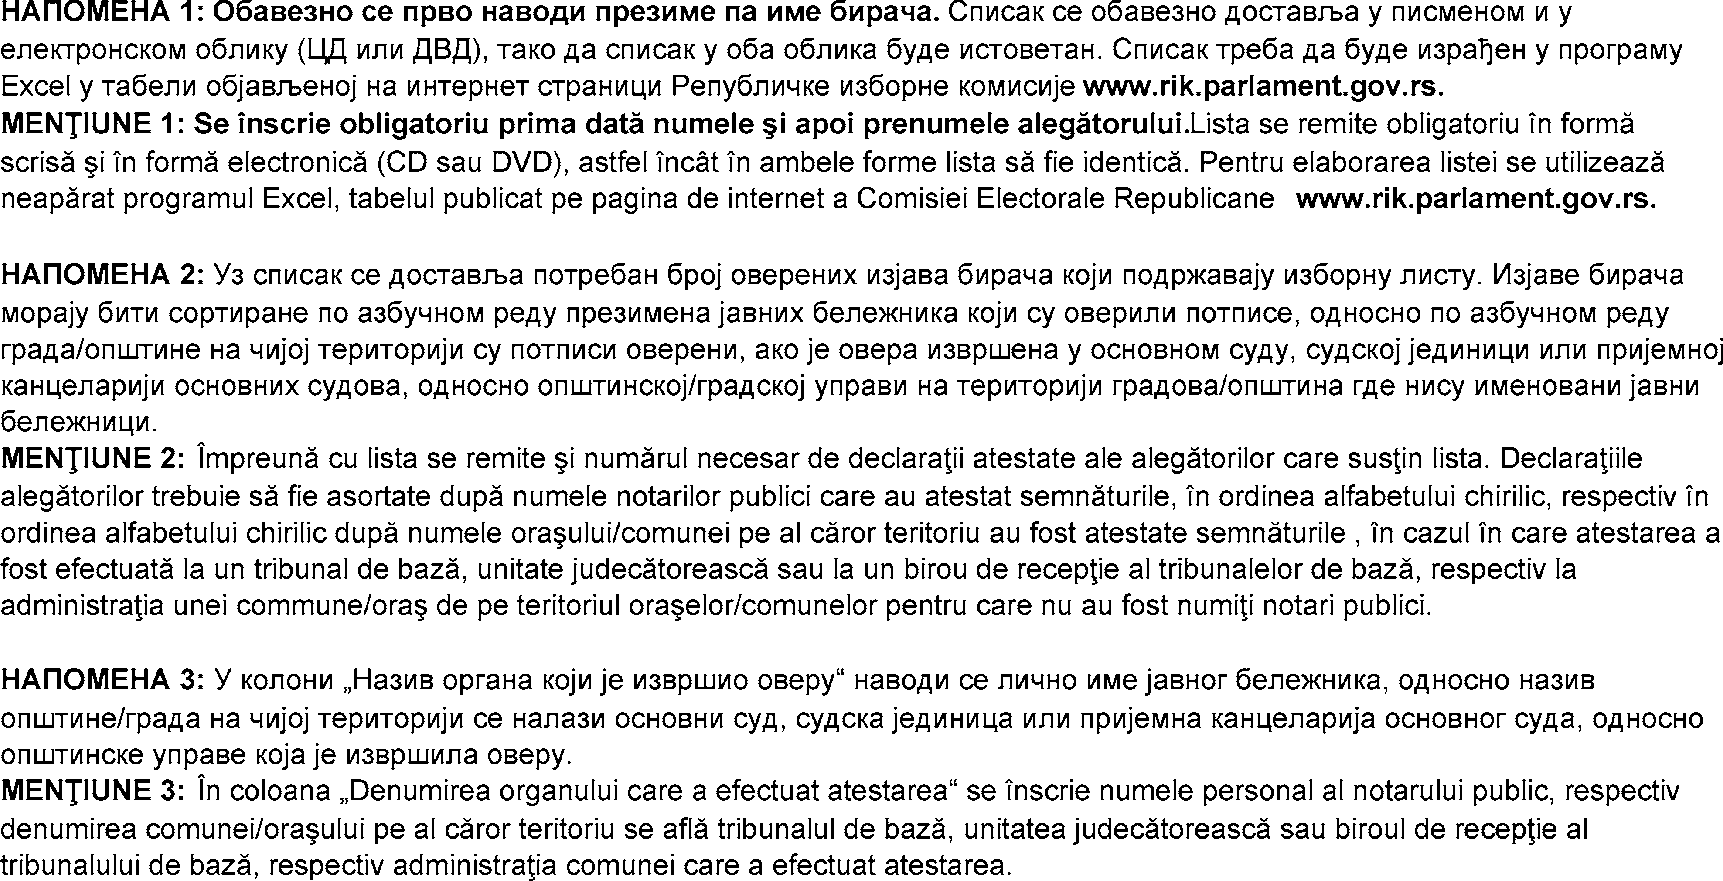 НАПОМЕНА 1: Обавезно се прво наводи презиме па име бирача. Списак се обавезно доставља у писменом и у
електронском облику (ЦД или ДВД), тако да списак у оба облика буде истоветан. Списак треба да буде израђен у програму
Excel у табели објављеној на интернет страници Републичке изборне комисије www.rik.parlament.gov.rs.
MENŢIUNE 1: Se înscrie obligatoriu prima dată numele şi apoi prenumele alegătorului.Lista se remite obligatoriu în formă
scrisă şi în formă electronică (CD sau DVD), astfel încât în ambele forme lista să fie identică. Pentru elaborarea listei se utilizează
neapărat programul Excel, tabelul publicat pe pagina de internet a Comisiei Electorale Republicane www.rik.parlament.gov.rs.
НАПОМЕНА 2: Уз списак се доставља потребан број оверених изјава бирача који подржавају изборну листу. Изјаве бирача
морају бити сортиране по азбучном реду презимена јавних бележника који су оверили потписе, односно по азбучном реду
града/општине на чијој територији су потписи оверени, ако је овера извршена у основном суду, судској јединици или пријемној
канцеларији основних судова, односно општинској/градској управи на територији градова/општина где нису именовани јавни
бележници.
MENŢIUNE 2: Împreună cu lista se remite şi numărul necesar de declaraţii atestate ale alegătorilor care susţin lista. Declaraţiile
alegătorilor trebuie să fie asortate după numele notarilor publici care au atestat semnăturile, în ordinea alfabetului chirilic, respectiv în
ordinea alfabetului chirilic după numele oraşului/comunei pe al căror teritoriu au fost atestate semnăturile , în cazul în care atestarea a
fost efectuată la un tribunal de bază, unitate judecătorească sau la un birou de recepţie al tribunalelor de bază, respectiv la
administraţia unei commune/oraş de pe teritoriul oraşelor/comunelor pentru care nu au fost numiţi notari publici.
НАПОМЕНА 3: У колони „Назив органа који је извршио оверу“ наводи се лично име јавног бележника, односно назив
општине/града на чијој територији се налази основни суд, судска јединица или пријемна канцеларија основног суда, односно
општинске управе која је извршила оверу.
MENŢIUNE 3: În coloana „Denumirea organului care a efectuat atestarea“ se înscrie numele personal al notarului public, respectiv
denumirea comunei/oraşului pe al căror teritoriu se află tribunalul de bază, unitatea judecătorească sau biroul de recepţie al
tribunalului de bază, respectiv administraţia comunei care a efectuat atestarea.